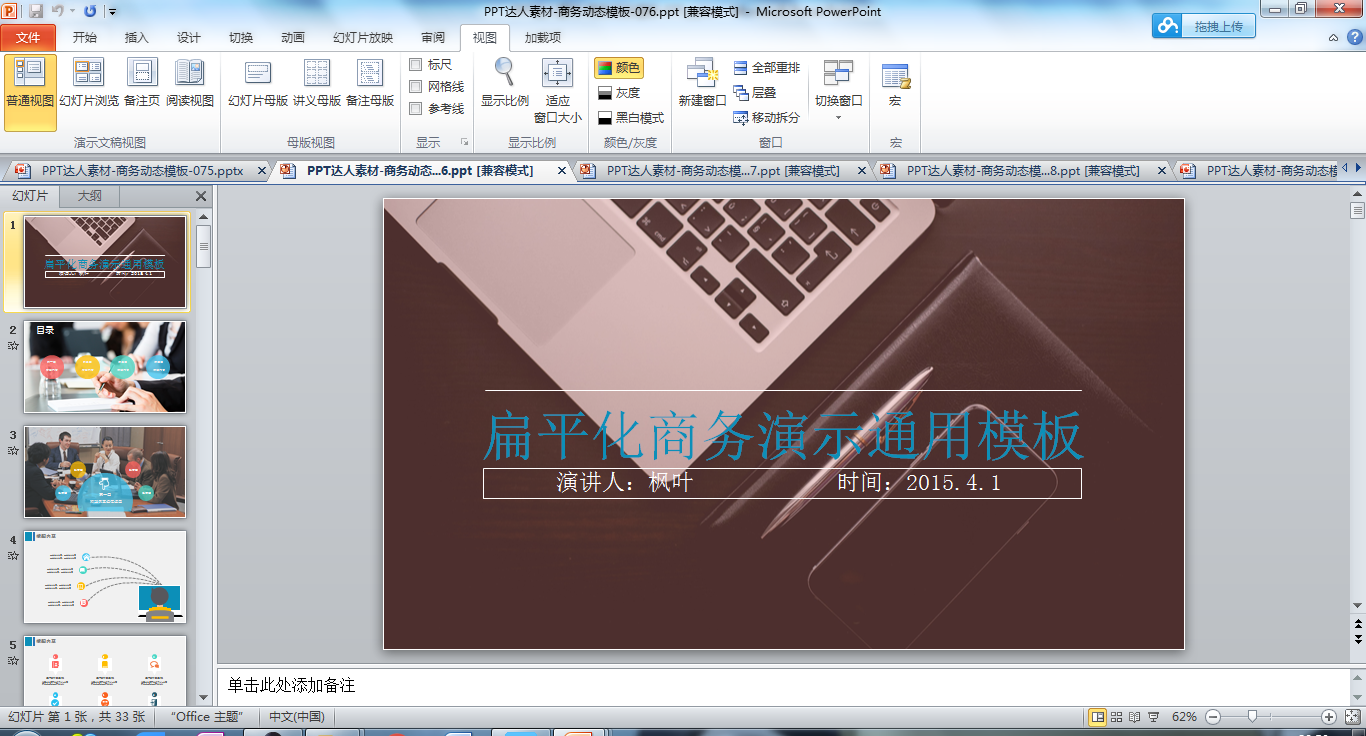 PPT达人素材-商务动态模板-076.ppt [兼容模式] - Microsoft PowerPoint
拖拽上传
文件 开始 插入 设计 切换 动画 幻灯片放映 审阅 视图 加载项
普通视图 幻灯片浏览 备注页 阅读视图
演示文稿视图
幻灯片母版 讲义母版 备注母版
母版视图
标尺
网格线
参考线
显示
显示比例 适应
窗口大小
显示比例
颜色
灰度
黑白模式
颜色/灰度
新建窗口
全部重排
层叠
移动拆分
切换窗口
窗口
宏
宏
PPT达人素材-商务动态模板-075.pptx
PPT达人素材-商务动态...6.ppt [兼容模式]
PPT达人素材-商务动态模...7.ppt [兼容模式]
PPT达人素材-商务动态模...8.ppt [兼容模式]
PPT达人素材-商务动态模
幻灯片 大纲
1
扁平化商务演示通用模板
2
目录
3
4
5
扁平化商务演示通用模板
演讲人：枫叶 时间：2015.4.1
单击此处添加备注
幻灯片 第 1 张，共 33 张 “Office 主题” 中文(中国) 62%